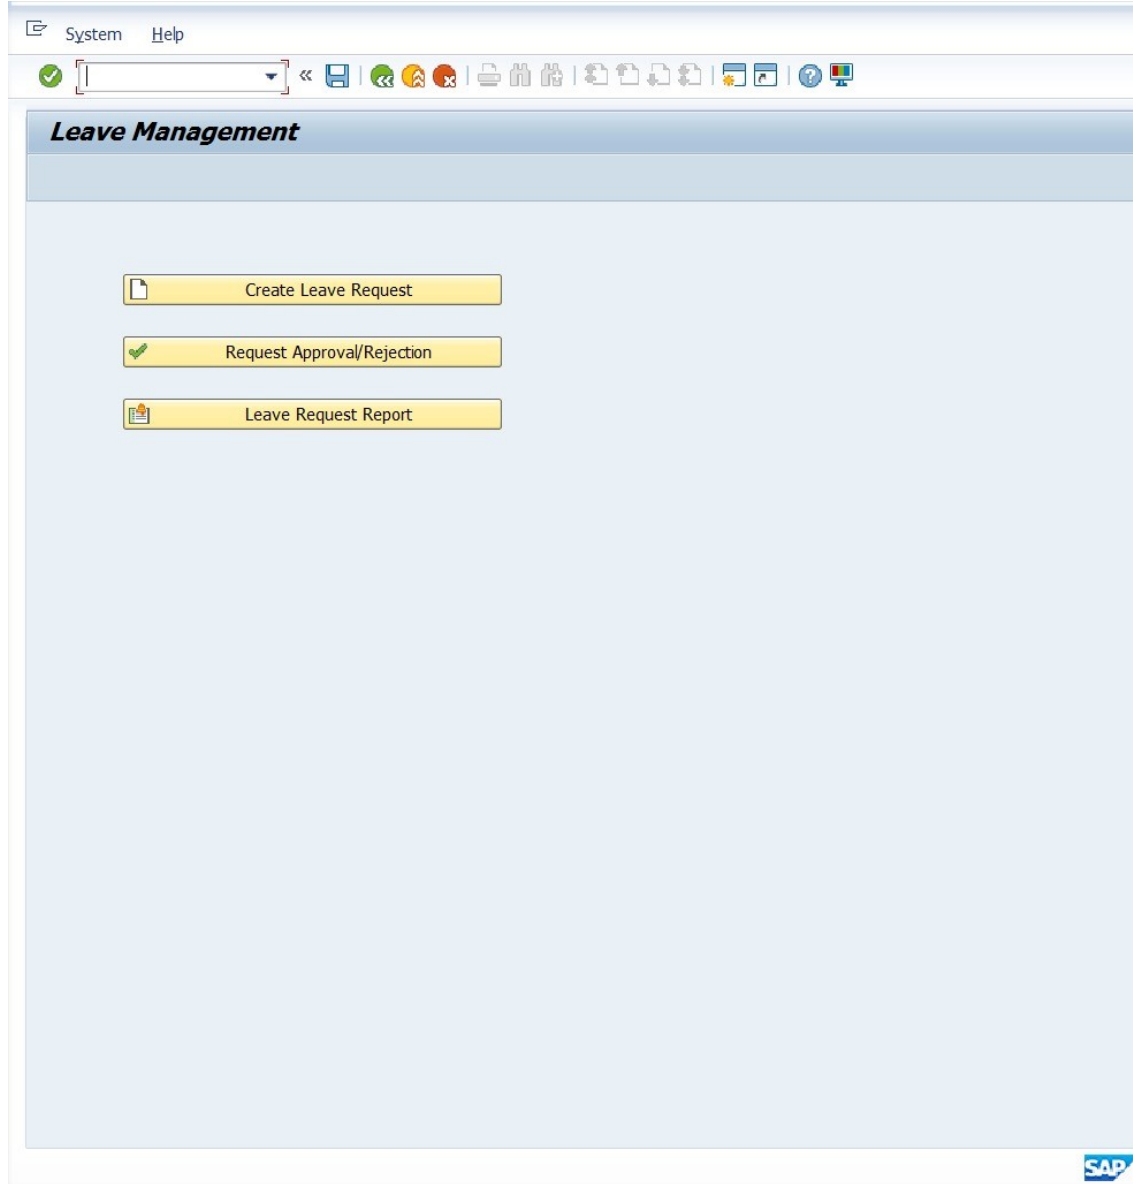 System Help
Leave Management
Create Leave Request
Request Approval/Rejection
Leave Request Report
SAP